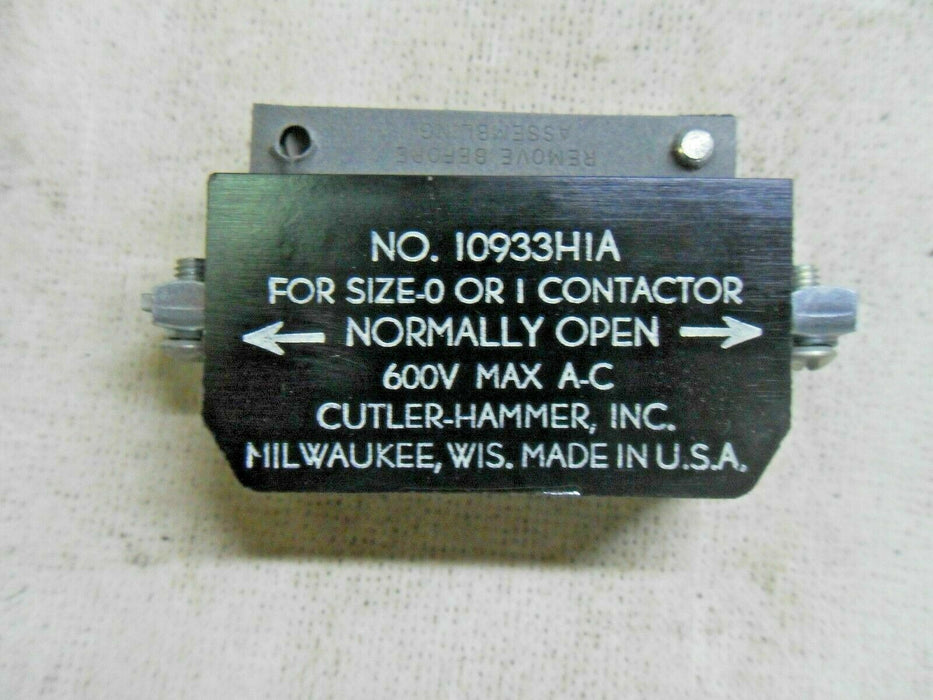 REMOVE BEFORE
ASSEMBLING
NO. 10933H1A
FOR SIZE-0 OR 1 CONTACTOR
NORMALLY OPEN
600V MAX A-C
CUTLER-HAMMER, INC.
MILWAUKEE, WIS. MADE IN U.S.A.